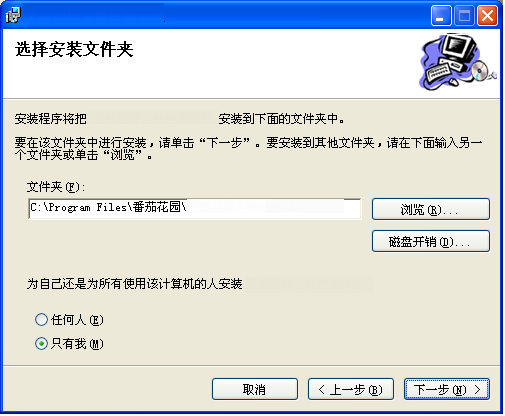 选择安装文件夹
安装程序将把 安装到下面的文件夹中。
要在该文件夹中进行安装，请单击“下一步”。要安装到其他文件夹，请在下面输入另一
个文件夹或单击“浏览”。
文件夹(F):
C:\Program Files\番茄花园\
浏览(R)...
磁盘开销(D)...
为自己还是为所有使用该计算机的人安装
任何人(E)
只有我(M)
取消
< 上一步(B)
下一步(N) >